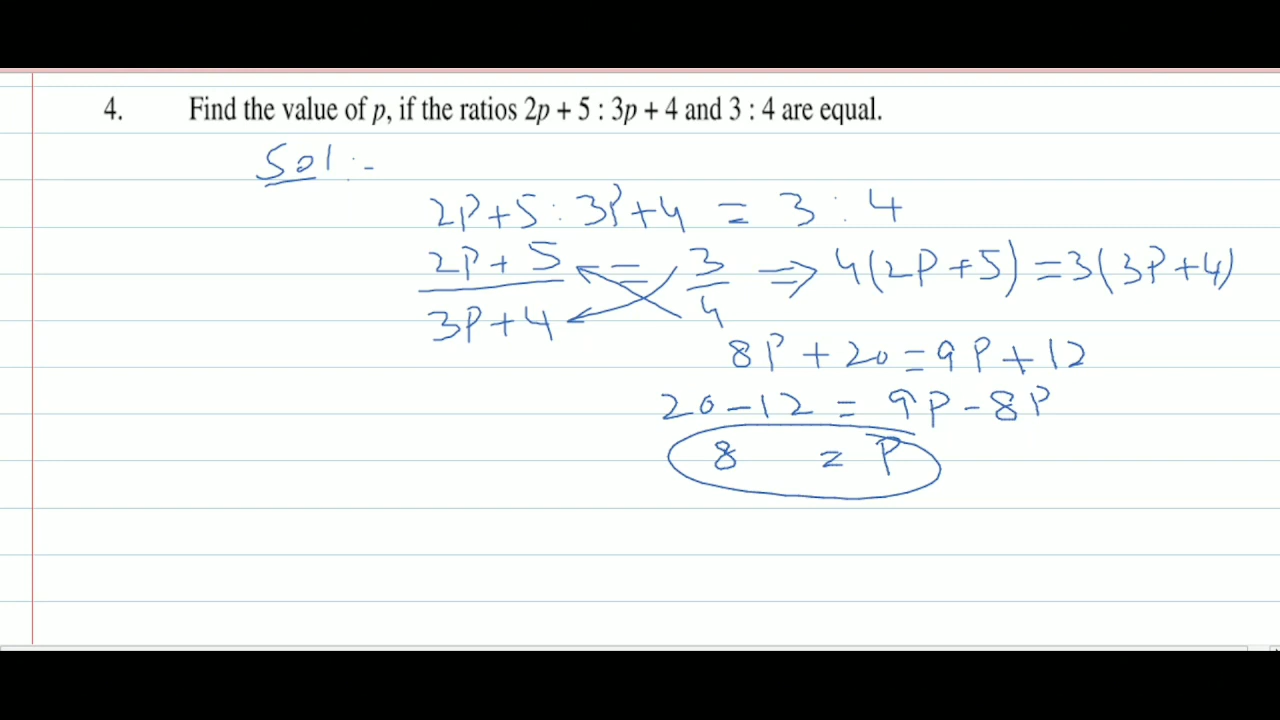 4. Find the value of p, if the ratios 2p + 5 : 3p + 4 and 3 : 4 are equal.
Sol :-
2P+5 : 3P+4 = 3 : 4
2P+5 / 3P+4 = 3 / 4 ⇒ 4(2P+5)=3(3P+4)
8P+20=9P+12
20-12 = 9P-8P
8 = P